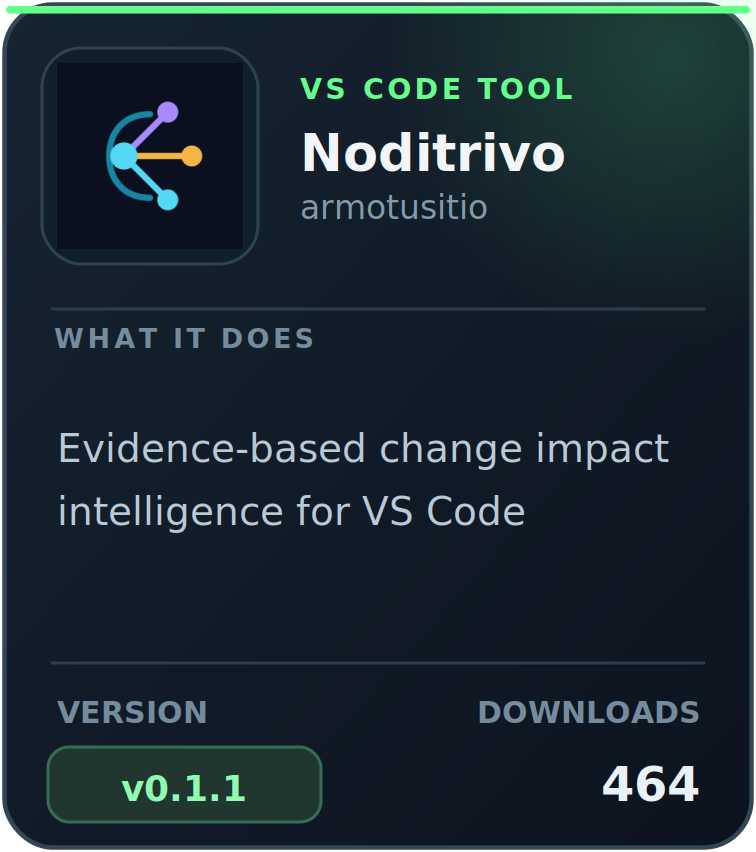 VS CODE TOOL
Noditrivo
armotusitio
WHAT IT DOES
Evidence-based change impact
intelligence for VS Code
VERSION
DOWNLOADS
v0.1.1
464